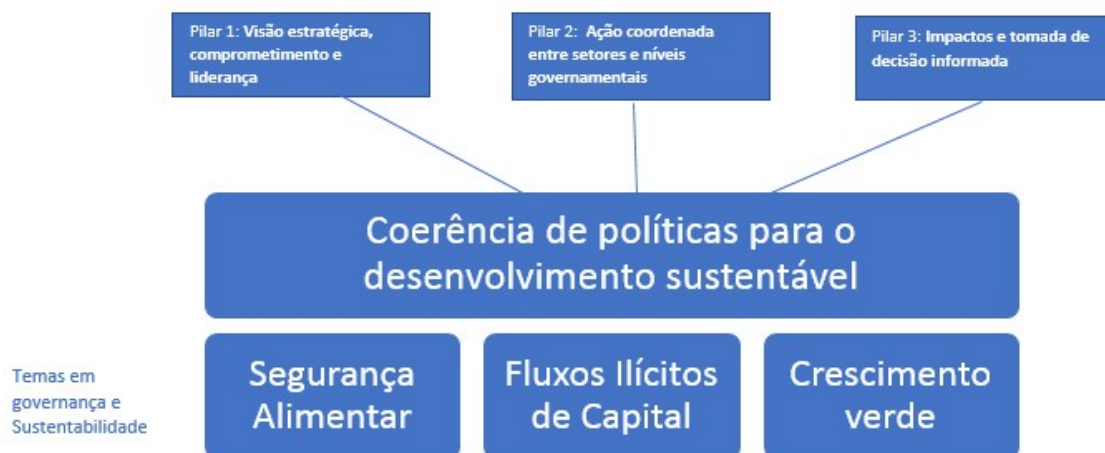 Pilar 1: Visão estratégica,
comprometimento e
liderança
Pilar 2:  Ação coordenada
entre setores e níveis
governamentais
Pilar 3: Impactos e tomada de
decisão informada
Coerência de políticas para o
desenvolvimento sustentável
Temas em
governança e
Sustentabilidade
Segurança
Alimentar
Fluxos Ilícitos
de Capital
Crescimento
verde